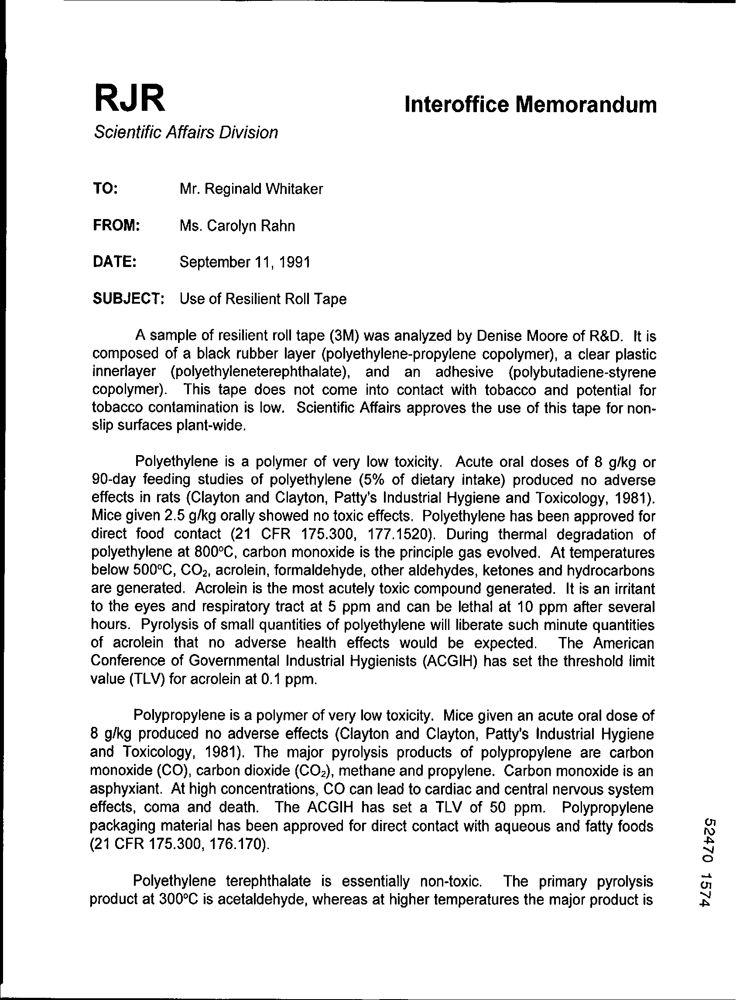 RJR
Interoffice Memorandum
Scientific Affairs Division
TO: Mr. Reginald Whitaker
FROM: Ms. Carolyn Rahn
DATE: September 11, 1991
SUBJECT: Use of Resilient Roll Tape
A sample of resilient roll tape (3M) was analyzed by Denise Moore of R&D. It is
composed of a black rubber layer (polyethylene-propylene copolymer), a clear plastic
innerlayer (polyethyleneterephthalate), and an adhesive (polybutadiene-styrene
copolymer). This tape does not come into contact with tobacco and potential for
tobacco contamination is low. Scientific Affairs approves the use of this tape for non-
slip surfaces plant-wide.
Polyethylene is a polymer of very low toxicity. Acute oral doses of 8 g/kg or
90-day feeding studies of polyethylene (5% of dietary intake) produced no adverse
effects in rats (Clayton and Clayton, Patty's Industrial Hygiene and Toxicology, 1981).
Mice given 2.5 g/kg orally showed no toxic effects. Polyethylene has been approved for
direct food contact (21 CFR 175.300, 177.1520). During thermal degradation of
polyethylene at 800ºC, carbon monoxide is the principle gas evolved. At temperatures
below 500ºC, CO₂, acrolein, formaldehyde, other aldehydes, ketones and hydrocarbons
are generated. Acrolein is the most acutely toxic compound generated. It is an irritant
to the eyes and respiratory tract at 5 ppm and can be lethal at 10 ppm after several
hours. Pyrolysis of small quantities of polyethylene will liberate such minute quantities
of acrolein that no adverse health effects would be expected. The American
Conference of Governmental Industrial Hygienists (ACGIH) has set the threshold limit
value (TLV) for acrolein at 0.1 ppm.
Polypropylene is a polymer of very low toxicity. Mice given an acute oral dose of
8 g/kg produced no adverse effects (Clayton and Clayton, Patty's Industrial Hygiene
and Toxicology, 1981). The major pyrolysis products of polypropylene are carbon
monoxide (CO), carbon dioxide (CO₂), methane and propylene. Carbon monoxide is an
asphyxiant. At high concentrations, CO can lead to cardiac and central nervous system
effects, coma and death. The ACGIH has set a TLV of 50 ppm. Polypropylene
packaging material has been approved for direct contact with aqueous and fatty foods
(21 CFR 175.300, 176.170).
Polyethylene terephthalate is essentially non-toxic. The primary pyrolysis
product at 300ºC is acetaldehyde, whereas at higher temperatures the major product is
52470 1574